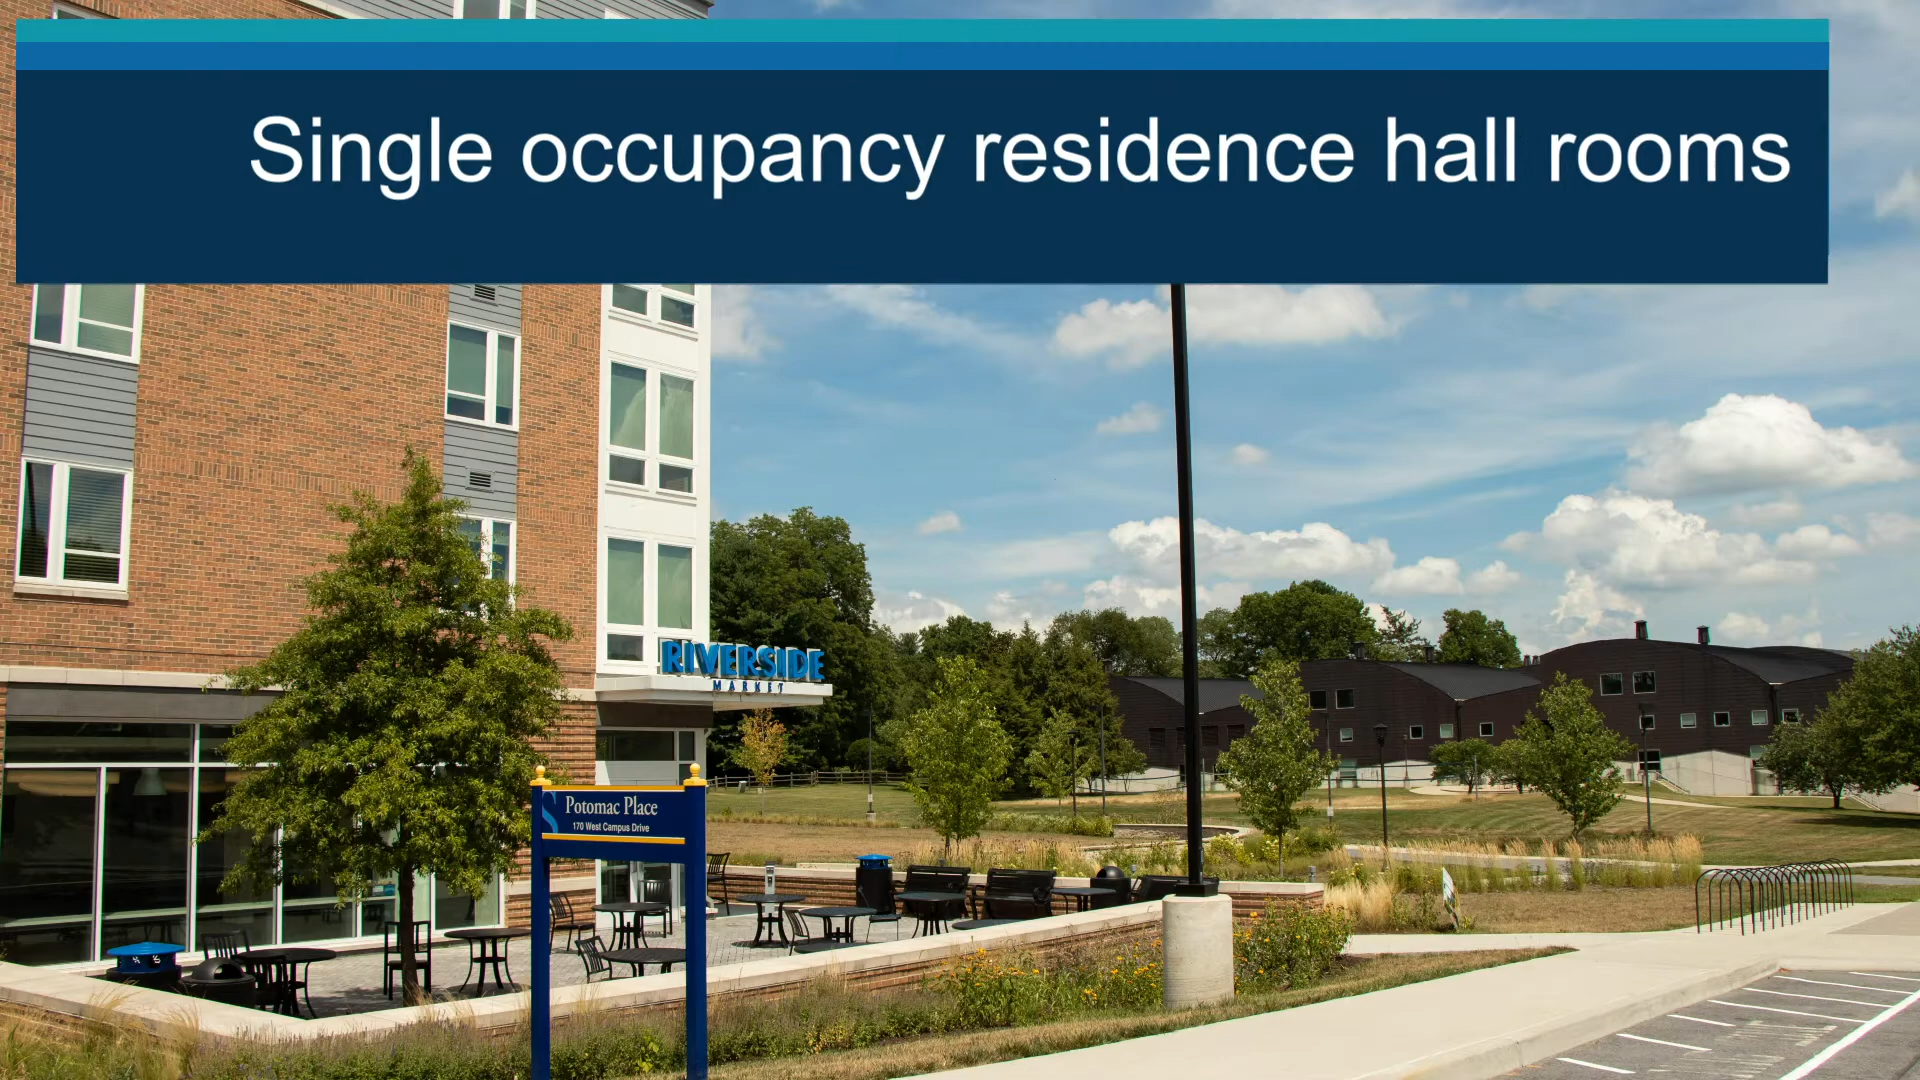 Single occupancy residence hall rooms
RIVERSIDE
MARKET
Potomac Place
170 West Campus Drive